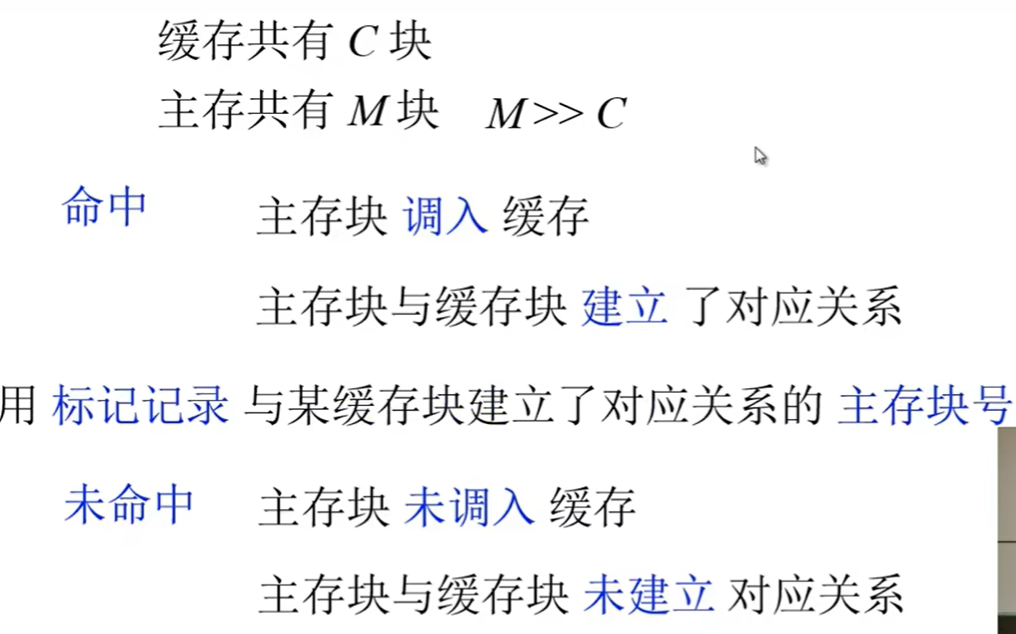 缓存共有 C 块
主存共有 M 块 M>> C
命中 主存块 调入 缓存
主存块与缓存块 建立 了对应关系
用 标记记录 与某缓存块建立了对应关系的 主存块号
未命中 主存块 未调入 缓存
主存块与缓存块 未建立 对应关系